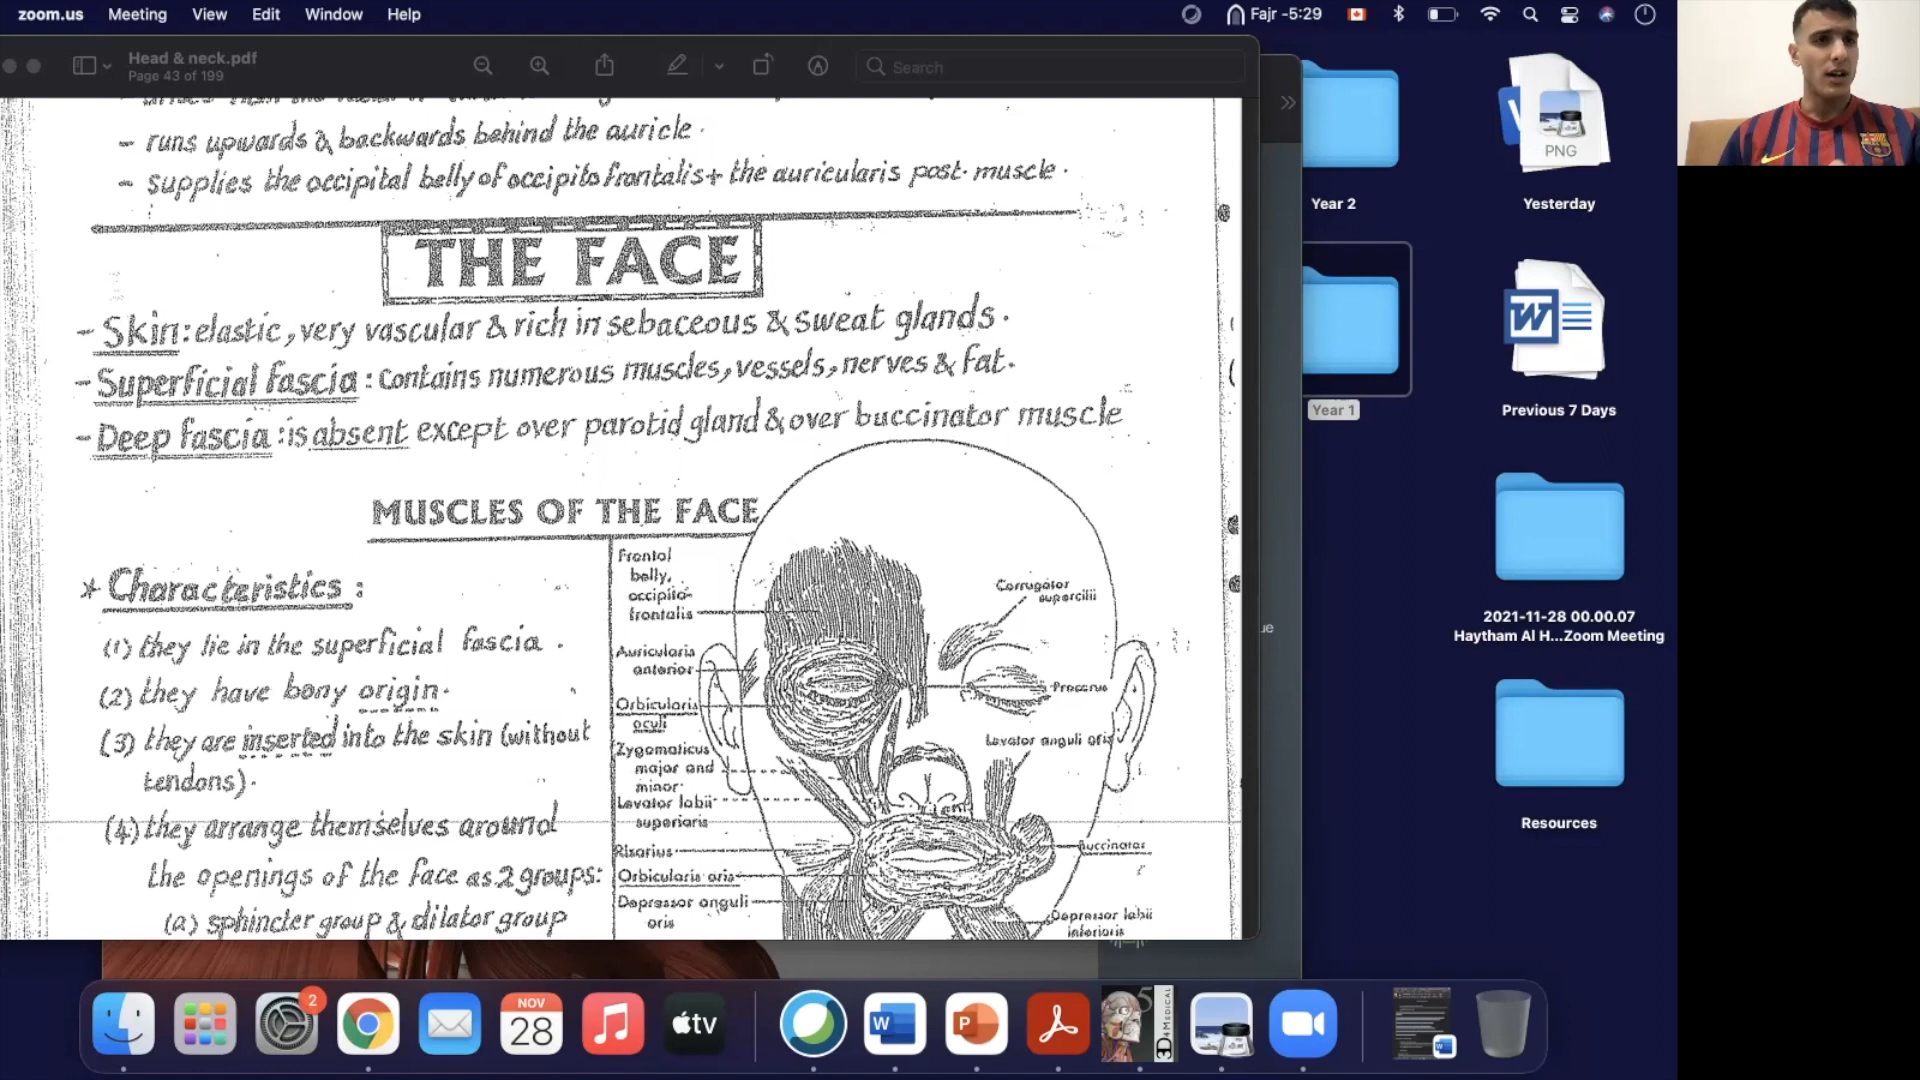 zoom.us Meeting View Edit Window Help
Fajr -5:29
Head & neck.pdf
Page 43 of 199
Search
- runs upwards & backwards behind the auricle.
- supplies the occipital belly of occipitofrontalis + the auricularis post. muscle.
THE FACE
- Skin: elastic, very vascular & rich in sebaceous & sweat glands.
- Superficial fascia: contains numerous muscles, vessels, nerves & fat.
- Deep fascia: is absent except over parotid gland & over buccinator muscle
MUSCLES OF THE FACE
* Characteristics:
(1) they lie in the superficial fascia.
(2) they have bony origin.
(3) they are inserted into the skin (without
tendons).
(4) they arrange themselves around
the openings of the face as 2 groups:
(a) sphincter group & dilator group
Frontal
belly,
occipito-
frontalis
Auricularis
anterior
Orbicularis
oculi
Zygomaticus
major and
minor
Levator labii
superioris
Risorius
Orbicularis oris
Depressor anguli
oris
Corrugator
supercilii
Procerus
Levator anguli oris
Buccinator
Depressor labii
inferioris
ue
Year 2
Year 1
PNG
Yesterday
W
Previous 7 Days
2021-11-28 00.00.07
Haytham Al H...Zoom Meeting
Resources
2
NOV
28
tv
W
P
5
3D4MEDICAL
W